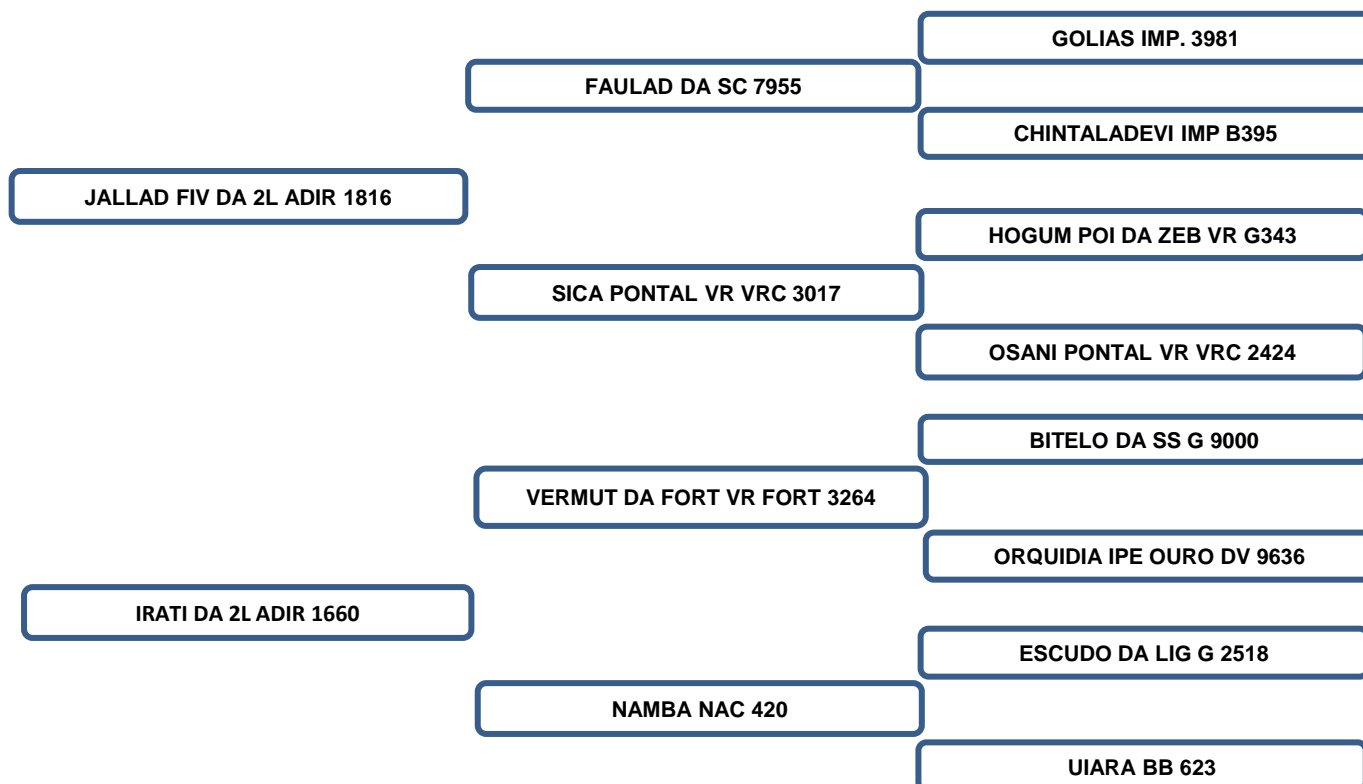 GOLIAS IMP. 3981
FAULAD DA SC 7955
CHINTALADEVI IMP B395
JALLAD FIV DA 2L ADIR 1816
HOGUM POI DA ZEB VR G343
SICA PONTAL VR VRC 3017
OSANI PONTAL VR VRC 2424
BITELO DA SS G 9000
VERMUT DA FORT VR FORT 3264
ORQUIDIA IPE OURO DV 9636
IRATI DA 2L ADIR 1660
ESCUDO DA LIG G 2518
NAMBA NAC 420
UIARA BB 623